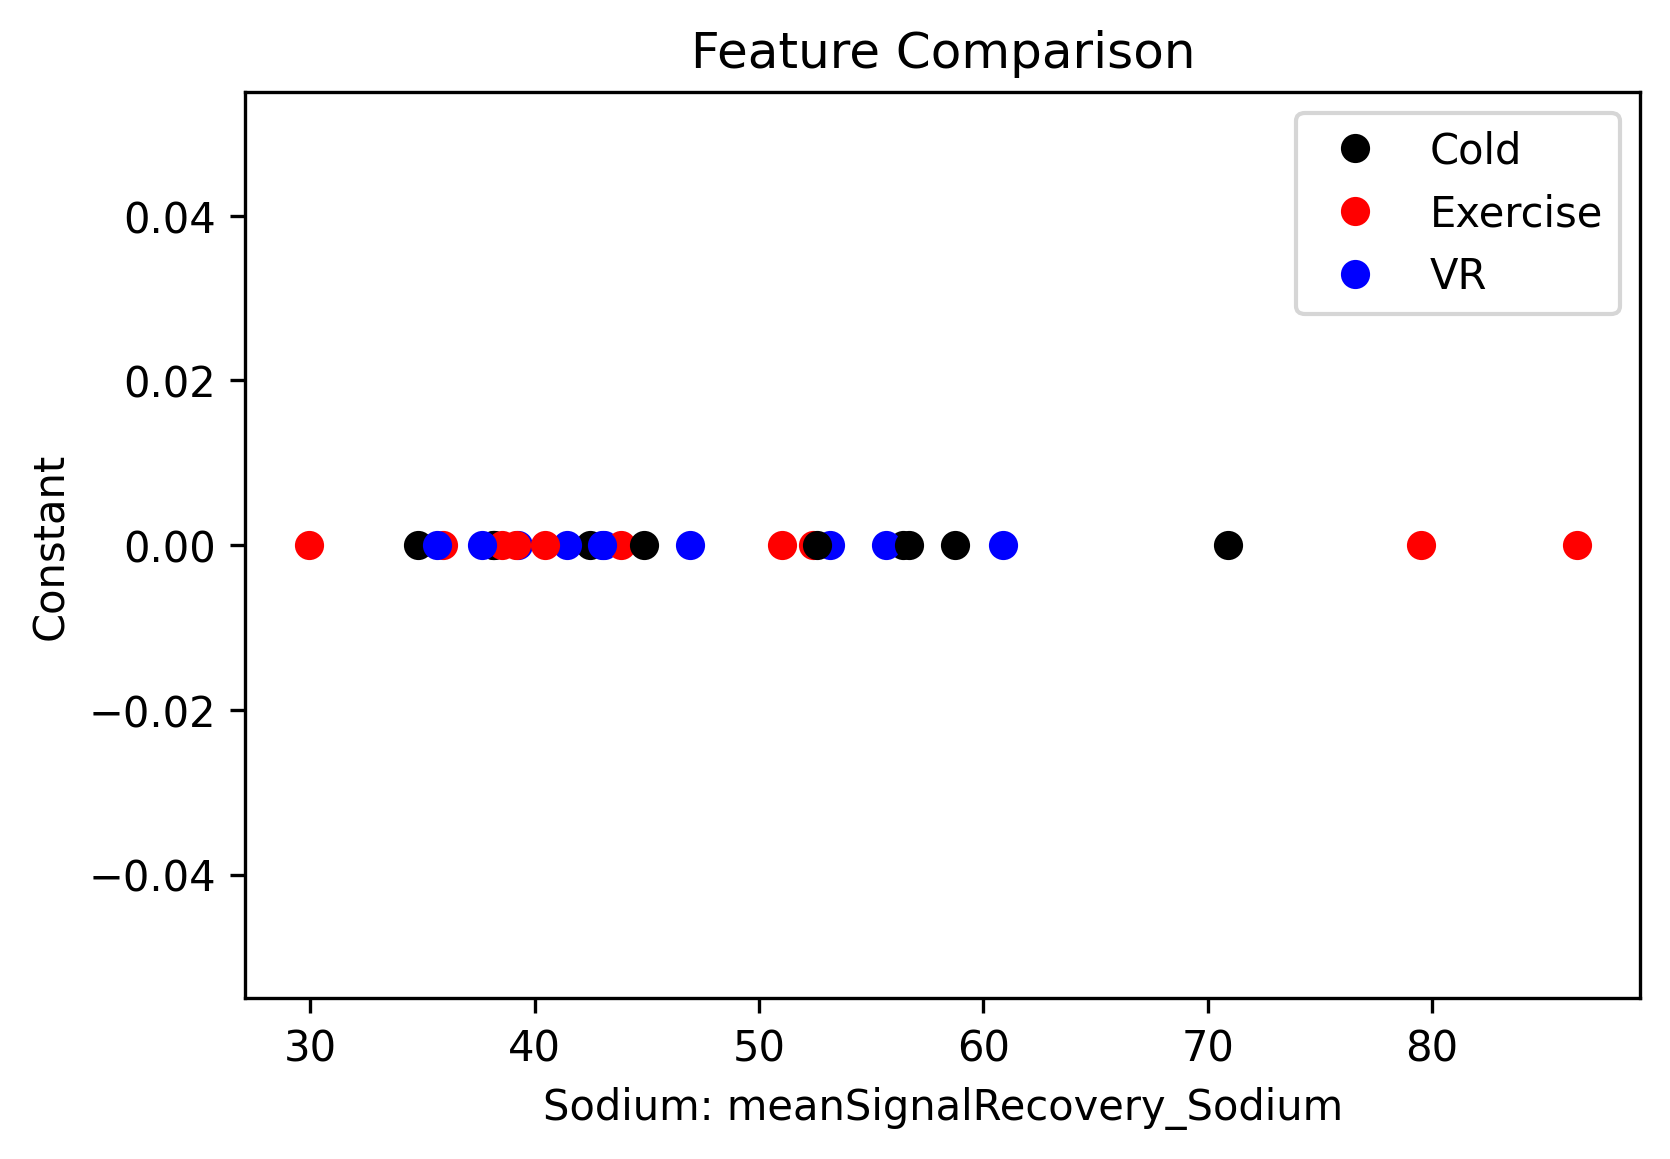 Feature Comparison
Cold
Exercise
VR
Constant
0.04
0.02
0.00
−0.02
−0.04
30 40 50 60 70 80
Sodium: meanSignalRecovery_Sodium